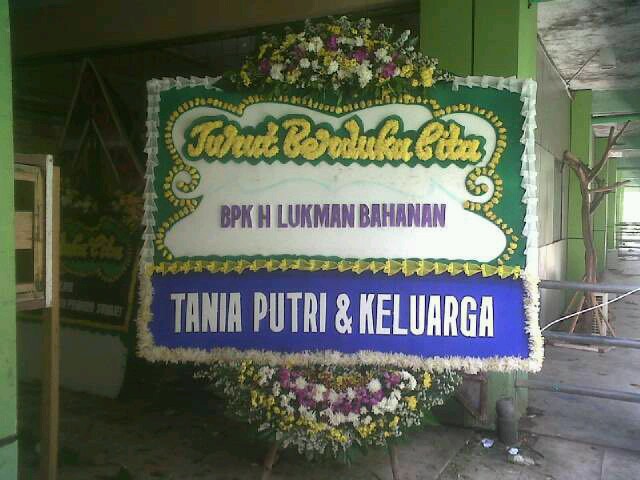 Turut Berduka Cita
BPK H LUKMAN BAHANAN
TANIA PUTRI & KELUARGA